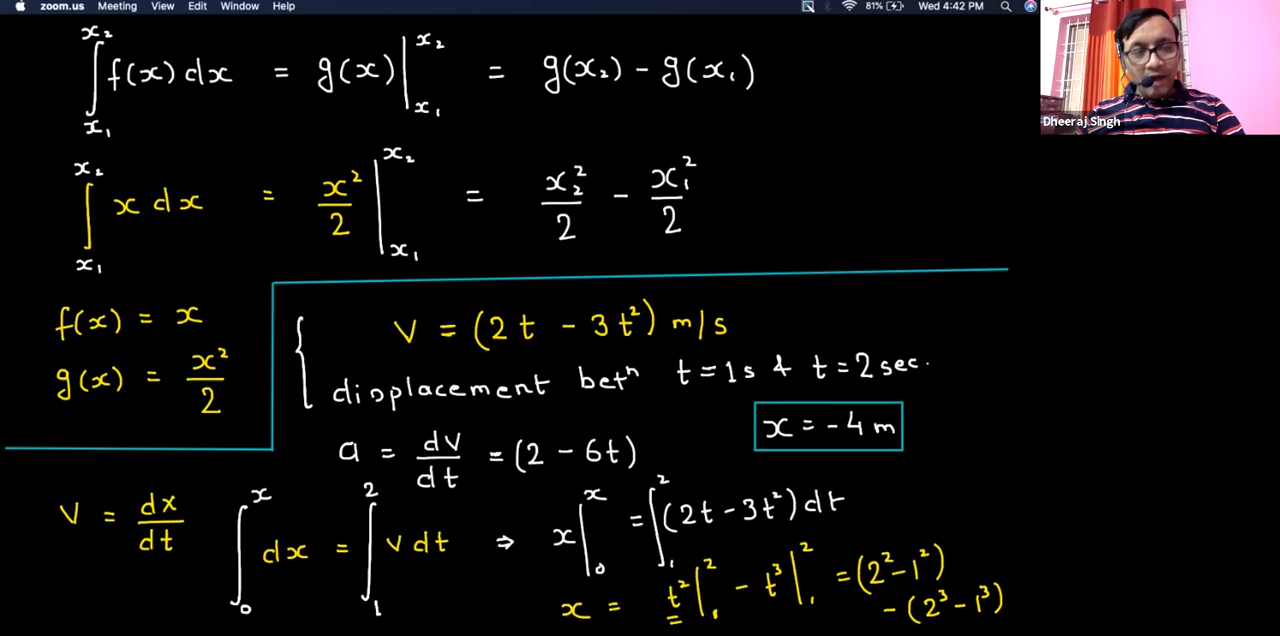 zoom.us Meeting View Edit Window Help 81% Wed 4:42 PM
Dheeraj Singh
∫_{x₁}^{x₂} f(x) dx = g(x) |_{x₁}^{x₂} = g(x₂) - g(x₁)
∫_{x₁}^{x₂} x dx = x²/2 |_{x₁}^{x₂} = x₂²/2 - x₁²/2
f(x) = x
g(x) = x²/2
V = (2t - 3t²) m/s
displacement betⁿ t = 1s & t = 2 sec.
x = -4 m
a = dv/dt = (2 - 6t)
V = dx/dt ∫_{0}^{x} dx = ∫_{1}^{2} v dt ⇒ x |_{0}^{x} = ∫_{1}^{2} (2t - 3t²) dt
x = t² |_{1}^{2} - t³ |_{1}^{2} = (2² - 1²)
- (2³ - 1³)